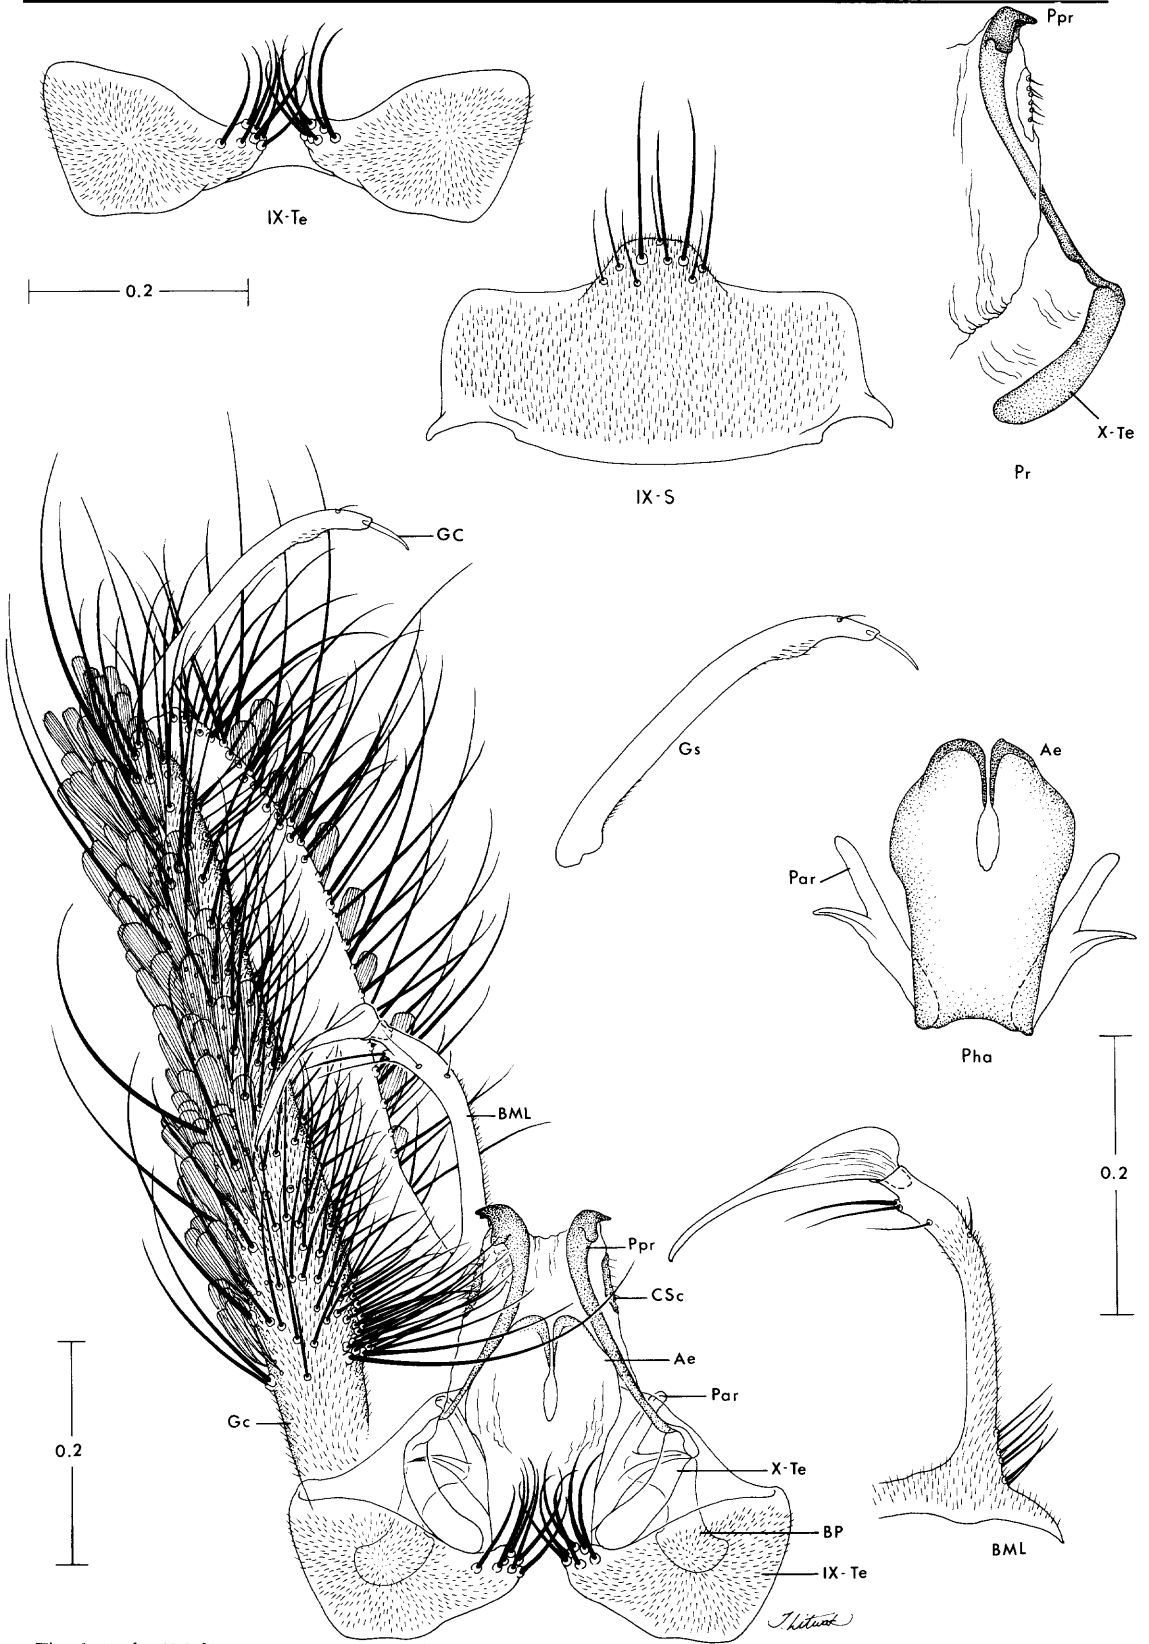 Ppr
IX-Te
0.2
X-Te
Pr
IX-S
GC
Gs
Ae
Par
Pha
BML
0.2
Ppr
CSc
Ae
Par
Gc
0.2
X-Te
BP
IX-Te
BML
T. Litwak